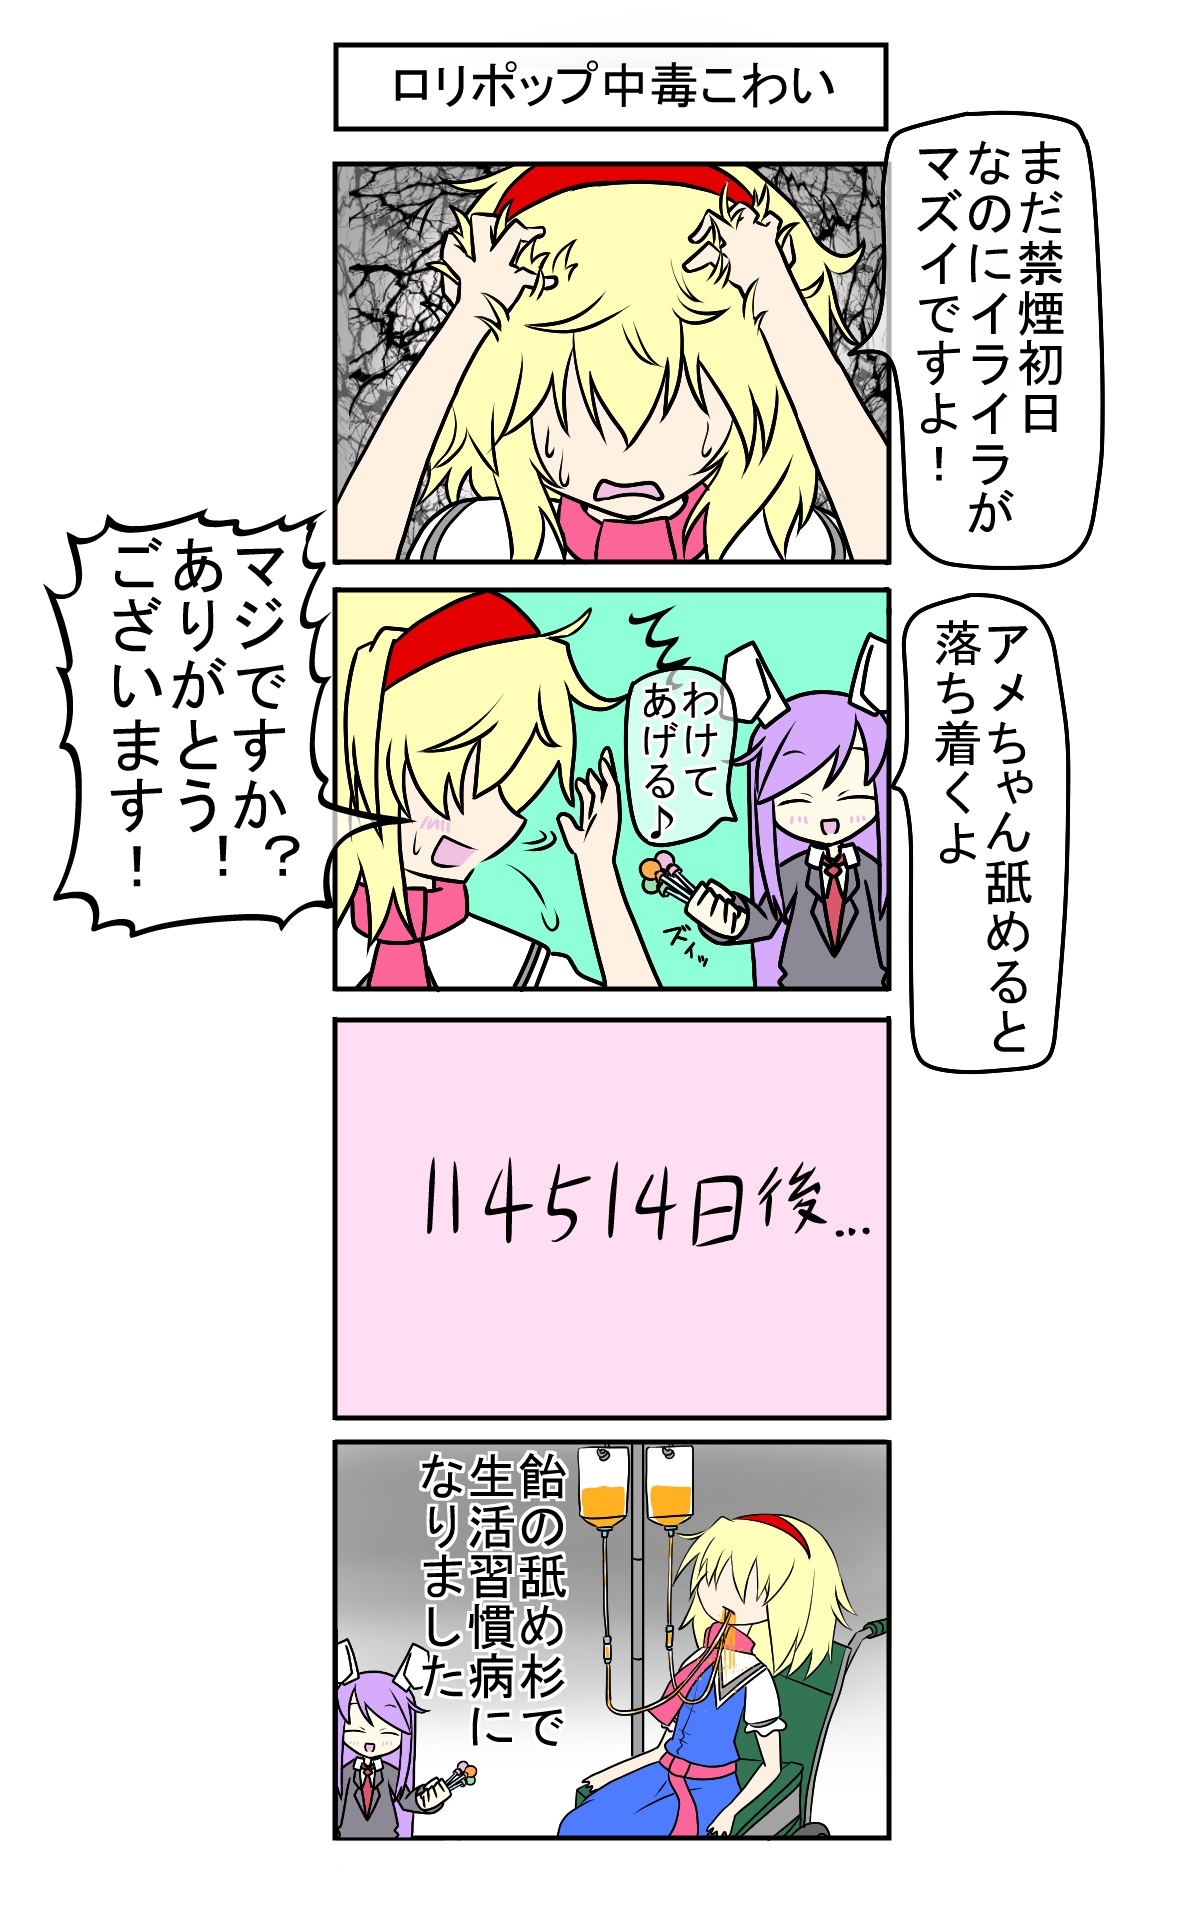 ロリポップ中毒こわい
まだ禁煙初日
なのにイライラが
マズイですよ！
アメちゃん舐めると
落ち着くよ
わけて
あげる♪
ズィッ
マジですか？
ありがとう！
ございます！
114514日後...
飴の舐め杉で
生活習慣病に
なりました